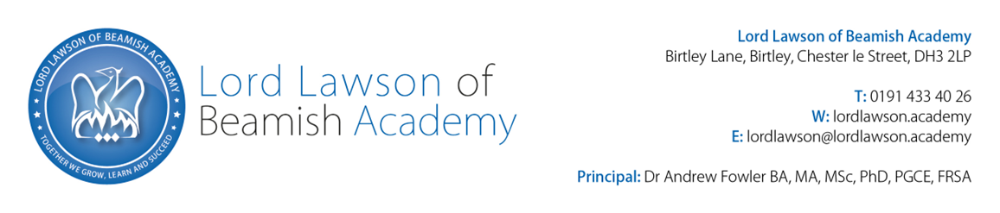 LORD LAWSON OF BEAMISH ACADEMY
TOGETHER WE GROW, LEARN AND SUCCEED
Lord Lawson of
Beamish Academy
Lord Lawson of Beamish Academy
Birtley Lane, Birtley, Chester le Street, DH3 2LP
T: 0191 433 40 26
W: lordlawson.academy
E: lordlawson@lordlawson.academy
Principal: Dr Andrew Fowler BA, MA, MSc, PhD, PGCE, FRSA